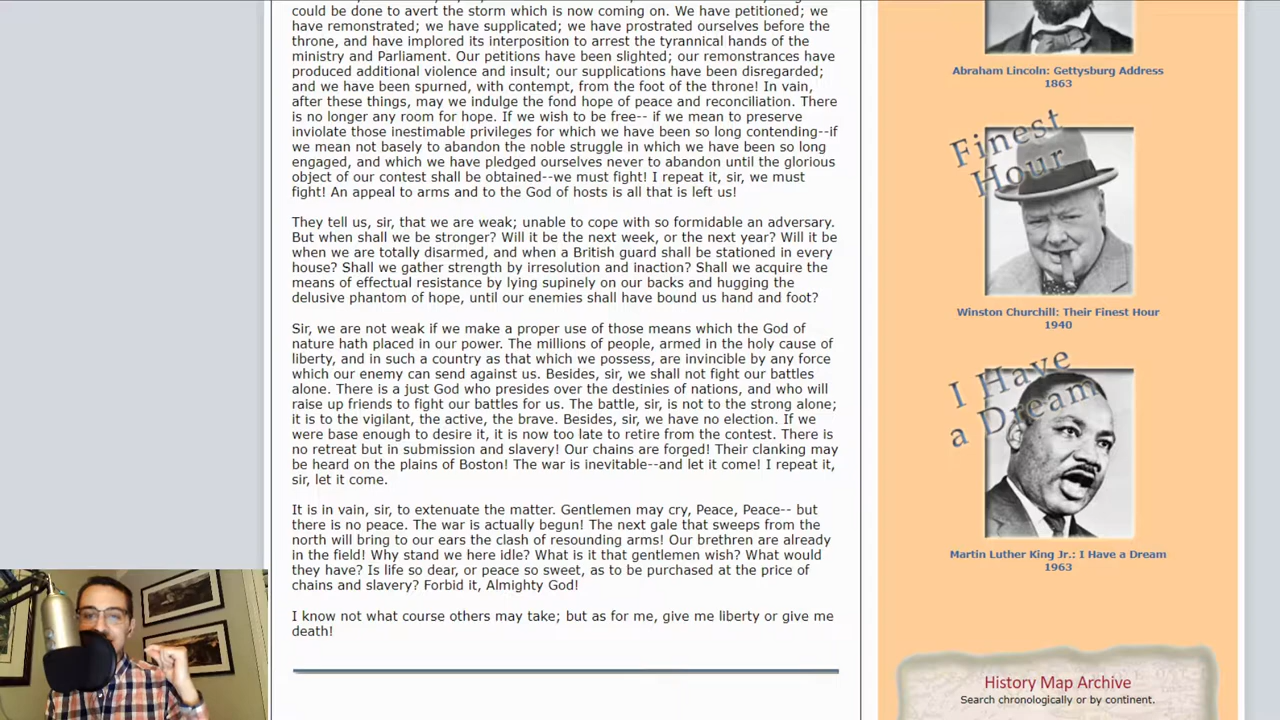 could be done to avert the storm which is now coming on. We have petitioned; we
have remonstrated; we have supplicated; we have prostrated ourselves before the
throne, and have implored its interposition to arrest the tyrannical hands of the
ministry and Parliament. Our petitions have been slighted; our remonstrances have
produced additional violence and insult; our supplications have been disregarded;
and we have been spurned, with contempt, from the foot of the throne! In vain,
after these things, may we indulge the fond hope of peace and reconciliation. There
is no longer any room for hope. If we wish to be free-- if we mean to preserve
inviolate those inestimable privileges for which we have been so long contending--if
we mean not basely to abandon the noble struggle in which we have been so long
engaged, and which we have pledged ourselves never to abandon until the glorious
object of our contest shall be obtained--we must fight! I repeat it, sir, we must
fight! An appeal to arms and to the God of hosts is all that is left us!
They tell us, sir, that we are weak; unable to cope with so formidable an adversary.
But when shall we be stronger? Will it be the next week, or the next year? Will it be
when we are totally disarmed, and when a British guard shall be stationed in every
house? Shall we gather strength by irresolution and inaction? Shall we acquire the
means of effectual resistance by lying supinely on our backs and hugging the
delusive phantom of hope, until our enemies shall have bound us hand and foot?
Sir, we are not weak if we make a proper use of those means which the God of
nature hath placed in our power. The millions of people, armed in the holy cause of
liberty, and in such a country as that which we possess, are invincible by any force
which our enemy can send against us. Besides, sir, we shall not fight our battles
alone. There is a just God who presides over the destinies of nations, and who will
raise up friends to fight our battles for us. The battle, sir, is not to the strong alone;
it is to the vigilant, the active, the brave. Besides, sir, we have no election. If we
were base enough to desire it, it is now too late to retire from the contest. There is
no retreat but in submission and slavery! Our chains are forged! Their clanking may
be heard on the plains of Boston! The war is inevitable--and let it come! I repeat it,
sir, let it come.
It is in vain, sir, to extenuate the matter. Gentlemen may cry, Peace, Peace-- but
there is no peace. The war is actually begun! The next gale that sweeps from the
north will bring to our ears the clash of resounding arms! Our brethren are already
in the field! Why stand we here idle? What is it that gentlemen wish? What would
they have? Is life so dear, or peace so sweet, as to be purchased at the price of
chains and slavery? Forbid it, Almighty God!
I know not what course others may take; but as for me, give me liberty or give me
death!
Abraham Lincoln: Gettysburg Address
1863
Finest
Hour
Winston Churchill: Their Finest Hour
1940
I Have
a Dream
Martin Luther King Jr.: I Have a Dream
1963
History Map Archive
Search chronologically or by continent.